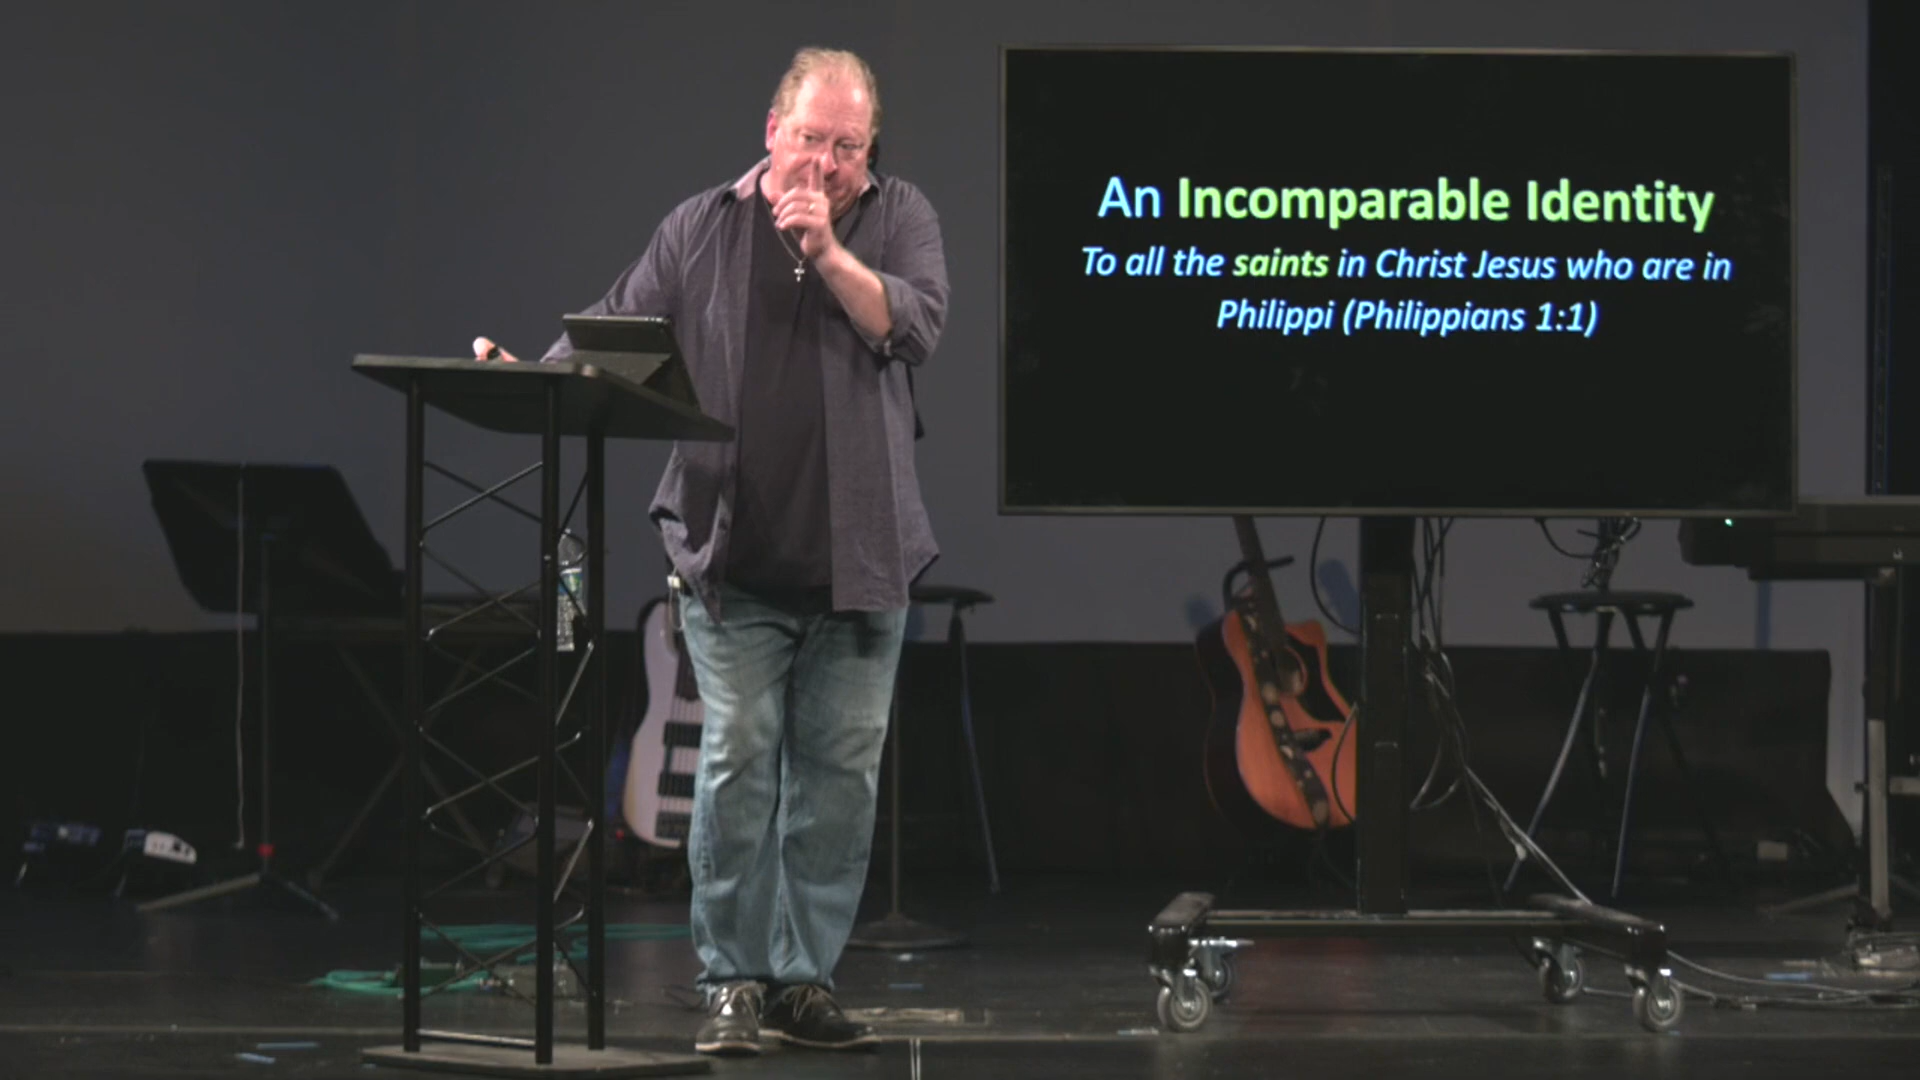 An Incomparable Identity
To all the saints in Christ Jesus who are in
Philippi (Philippians 1:1)